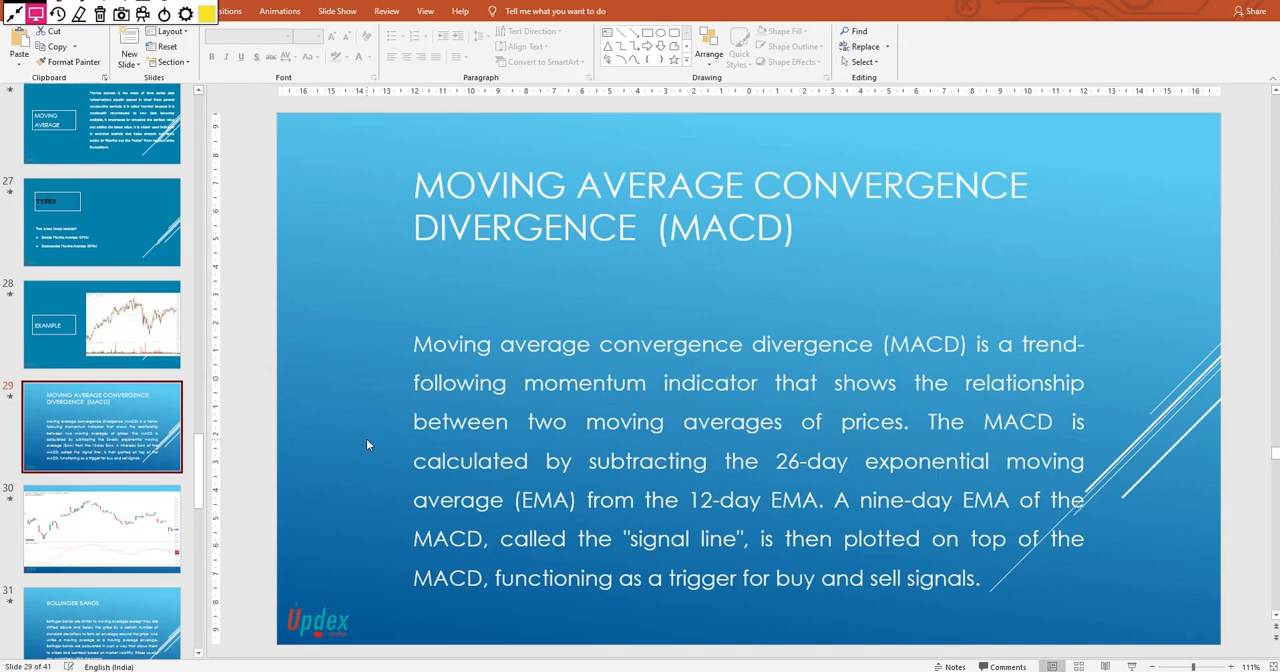 sitions
Animations
Slide Show
Review
View
Help
Tell me what you want to do
Share
Paste
Cut
Copy
Format Painter
Clipboard
New
Slide
Layout
Reset
Section
Slides
Font
Paragraph
Text Direction
Align Text
Convert to SmartArt
Drawing
Arrange
Quick
Styles
Shape Fill
Shape Outline
Shape Effects
Find
Replace
Select
Editing
MOVING
AVERAGE
27
TYPES
28
EXAMPLE
29
MOVING AVERAGE CONVERGENCE
DIVERGENCE (MACD)
30
31
BOLLINGER BANDS
MOVING AVERAGE CONVERGENCE
DIVERGENCE (MACD)
Moving average convergence divergence (MACD) is a trend-
following momentum indicator that shows the relationship
between two moving averages of prices. The MACD is
calculated by subtracting the 26-day exponential moving
average (EMA) from the 12-day EMA. A nine-day EMA of the
MACD, called the "signal line", is then plotted on top of the
MACD, functioning as a trigger for buy and sell signals.
Updex
Slide 29 of 41
English (India)
Notes
Comments
111%